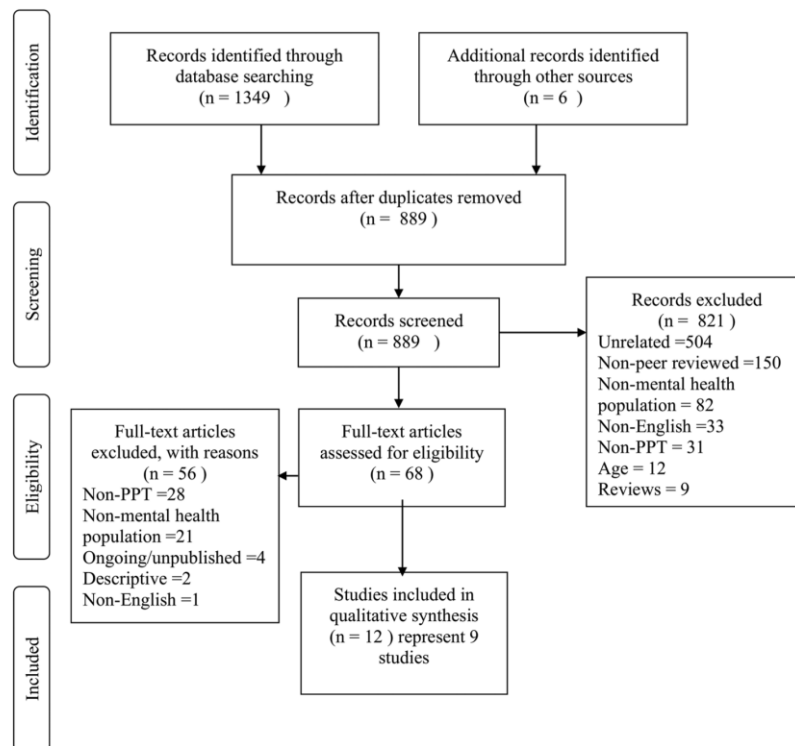 Identification
Records identified through
database searching
(n = 1349 )
Additional records identified
through other sources
(n = 6 )
Records after duplicates removed
(n = 889 )
Screening
Records screened
(n = 889 )
Records excluded
(n = 821 )
Unrelated =504
Non-peer reviewed =150
Non-mental health
population = 82
Non-English =33
Non-PPT = 31
Age = 12
Reviews = 9
Eligibility
Full-text articles
assessed for eligibility
(n = 68 )
Full-text articles
excluded, with reasons
(n = 56 )
Non-PPT =28
Non-mental health
population =21
Ongoing/unpublished =4
Descriptive =2
Non-English =1
Included
Studies included in
qualitative synthesis
(n = 12 ) represent 9
studies